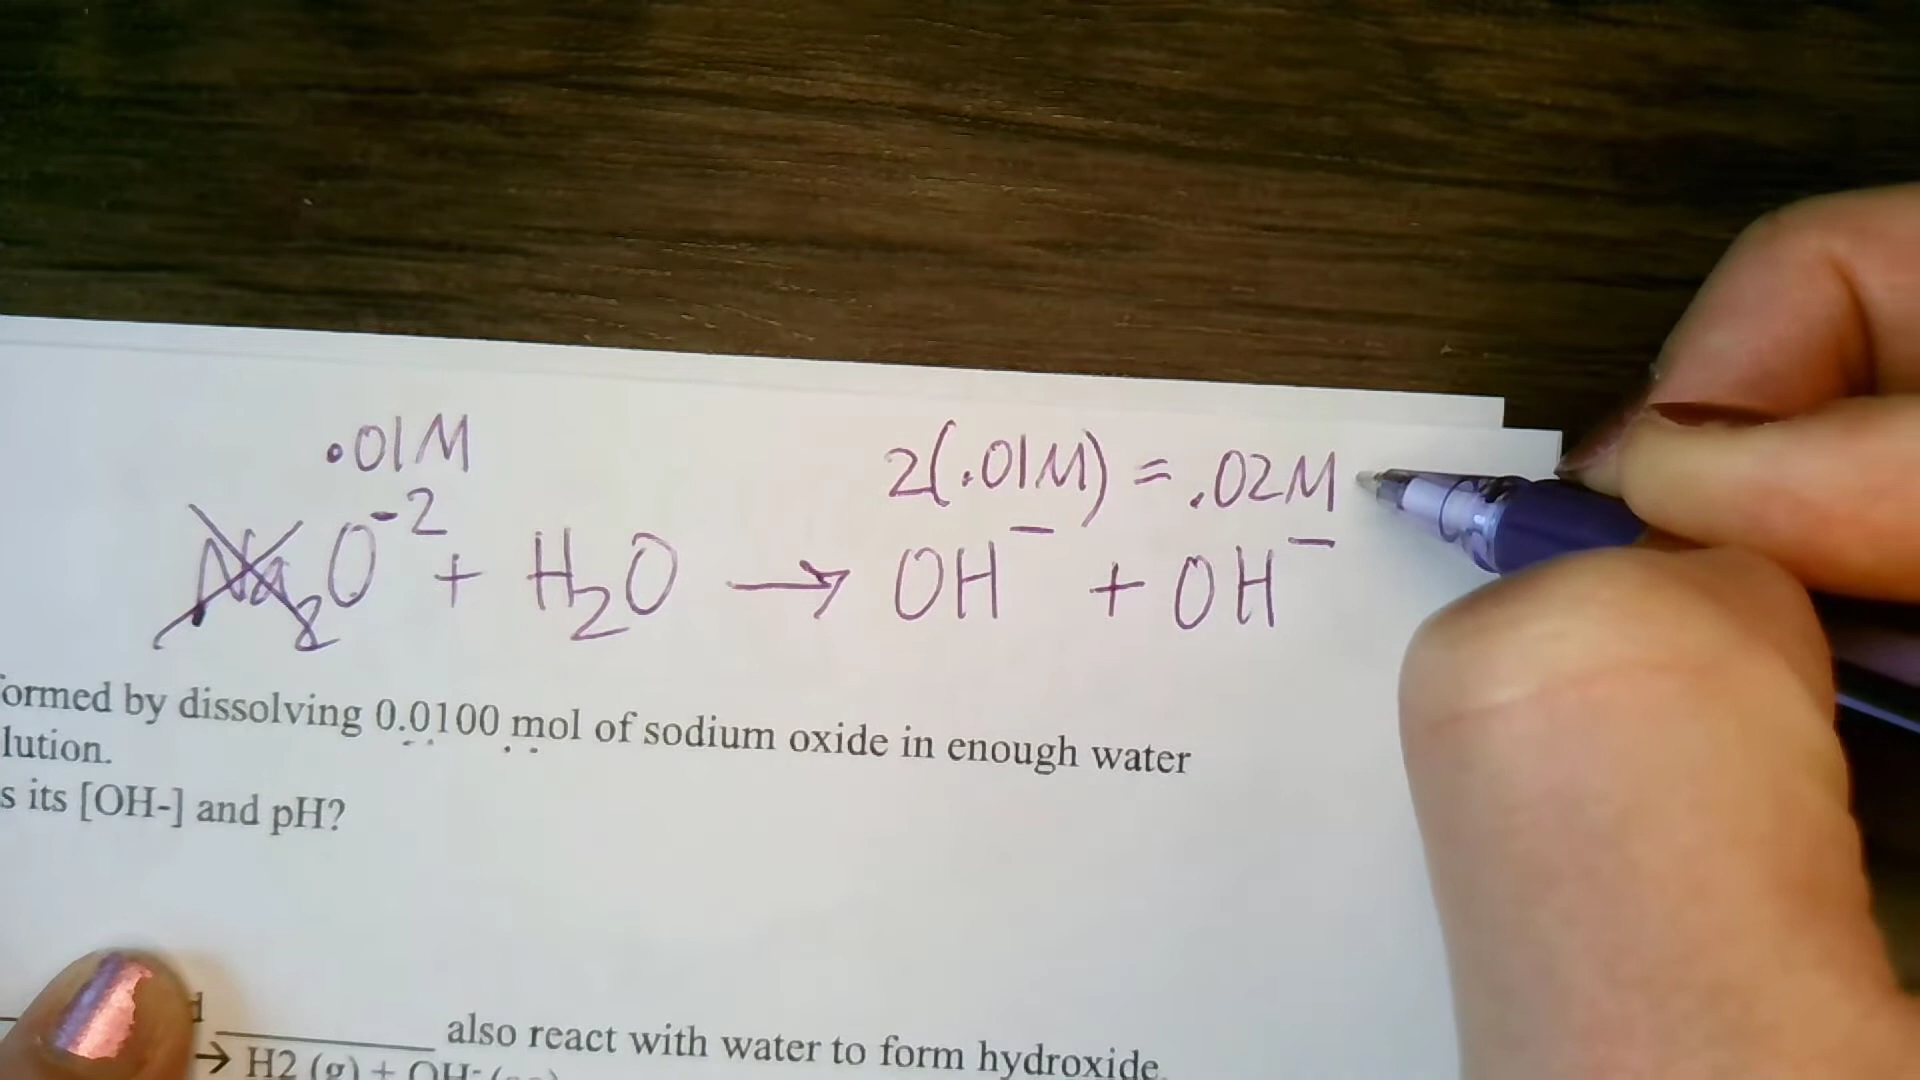 .01M 2(.01M) = .02M
Na₂O⁻² + H₂O → OH⁻ + OH⁻
ormed by dissolving 0.0100 mol of sodium oxide in enough water
lution.
s its [OH-] and pH?
also react with water to form hydroxide.
→ H2 (g) + OH-